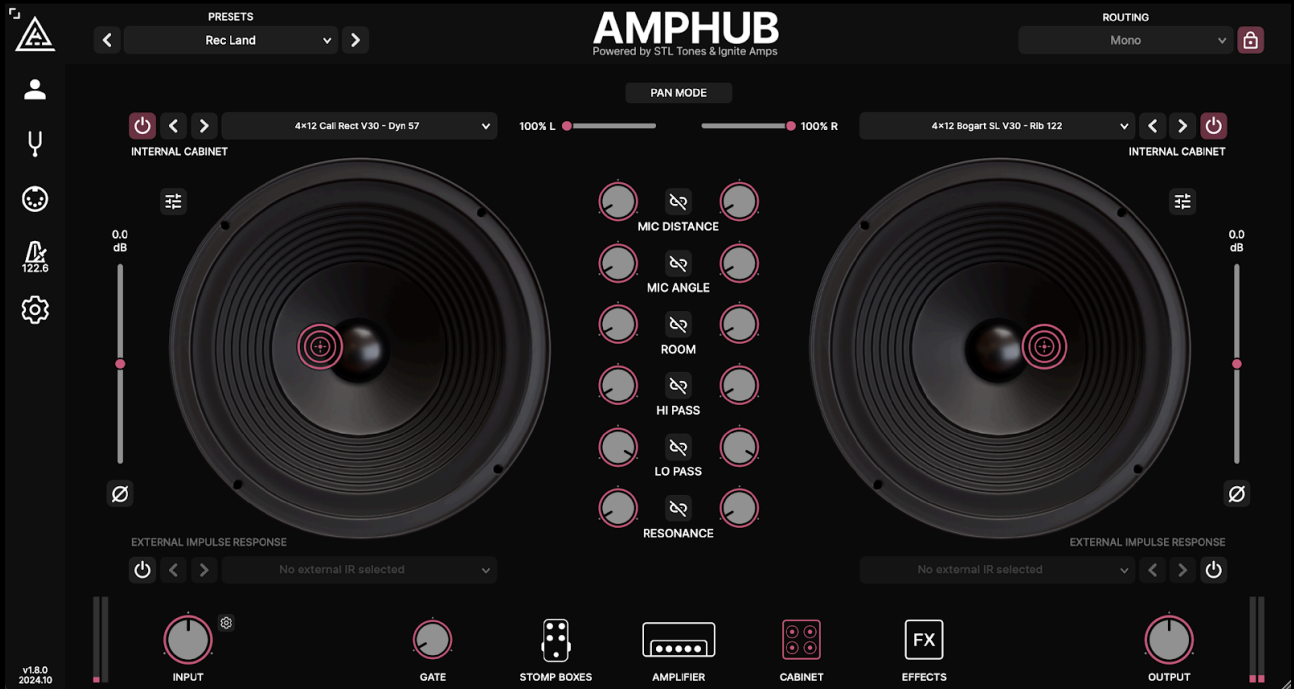 PRESETS
Rec Land
AMPHUB
Powered by STL Tones & Ignite Amps
ROUTING
Mono
PAN MODE
4×12 Cali Rect V30 - Dyn 57
100% L
100% R
4×12 Bogart SL V30 - Rib 122
INTERNAL CABINET
INTERNAL CABINET
MIC DISTANCE
0.0
dB
0.0
dB
122.6
MIC ANGLE
ROOM
HI PASS
LO PASS
RESONANCE
EXTERNAL IMPULSE RESPONSE
EXTERNAL IMPULSE RESPONSE
No external IR selected
No external IR selected
FX
v1.8.0
2024.10
INPUT
GATE
STOMP BOXES
AMPLIFIER
CABINET
EFFECTS
OUTPUT